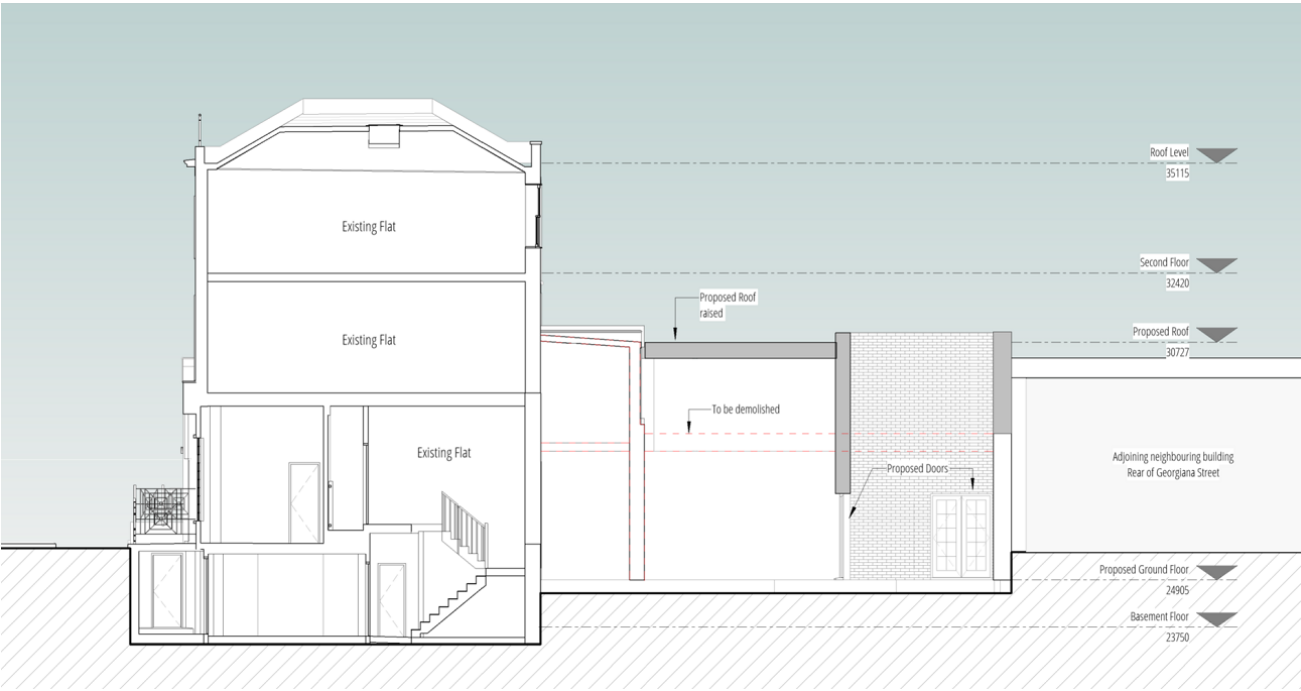 Roof Level
35115
Existing Flat
Second Floor
32420
Proposed Roof
raised
Proposed Roof
30727
Existing Flat
To be demolished
Existing Flat
Proposed Doors
Adjoining neighbouring building
Rear of Georgiana Street
Proposed Ground Floor
24905
Basement Floor
23750